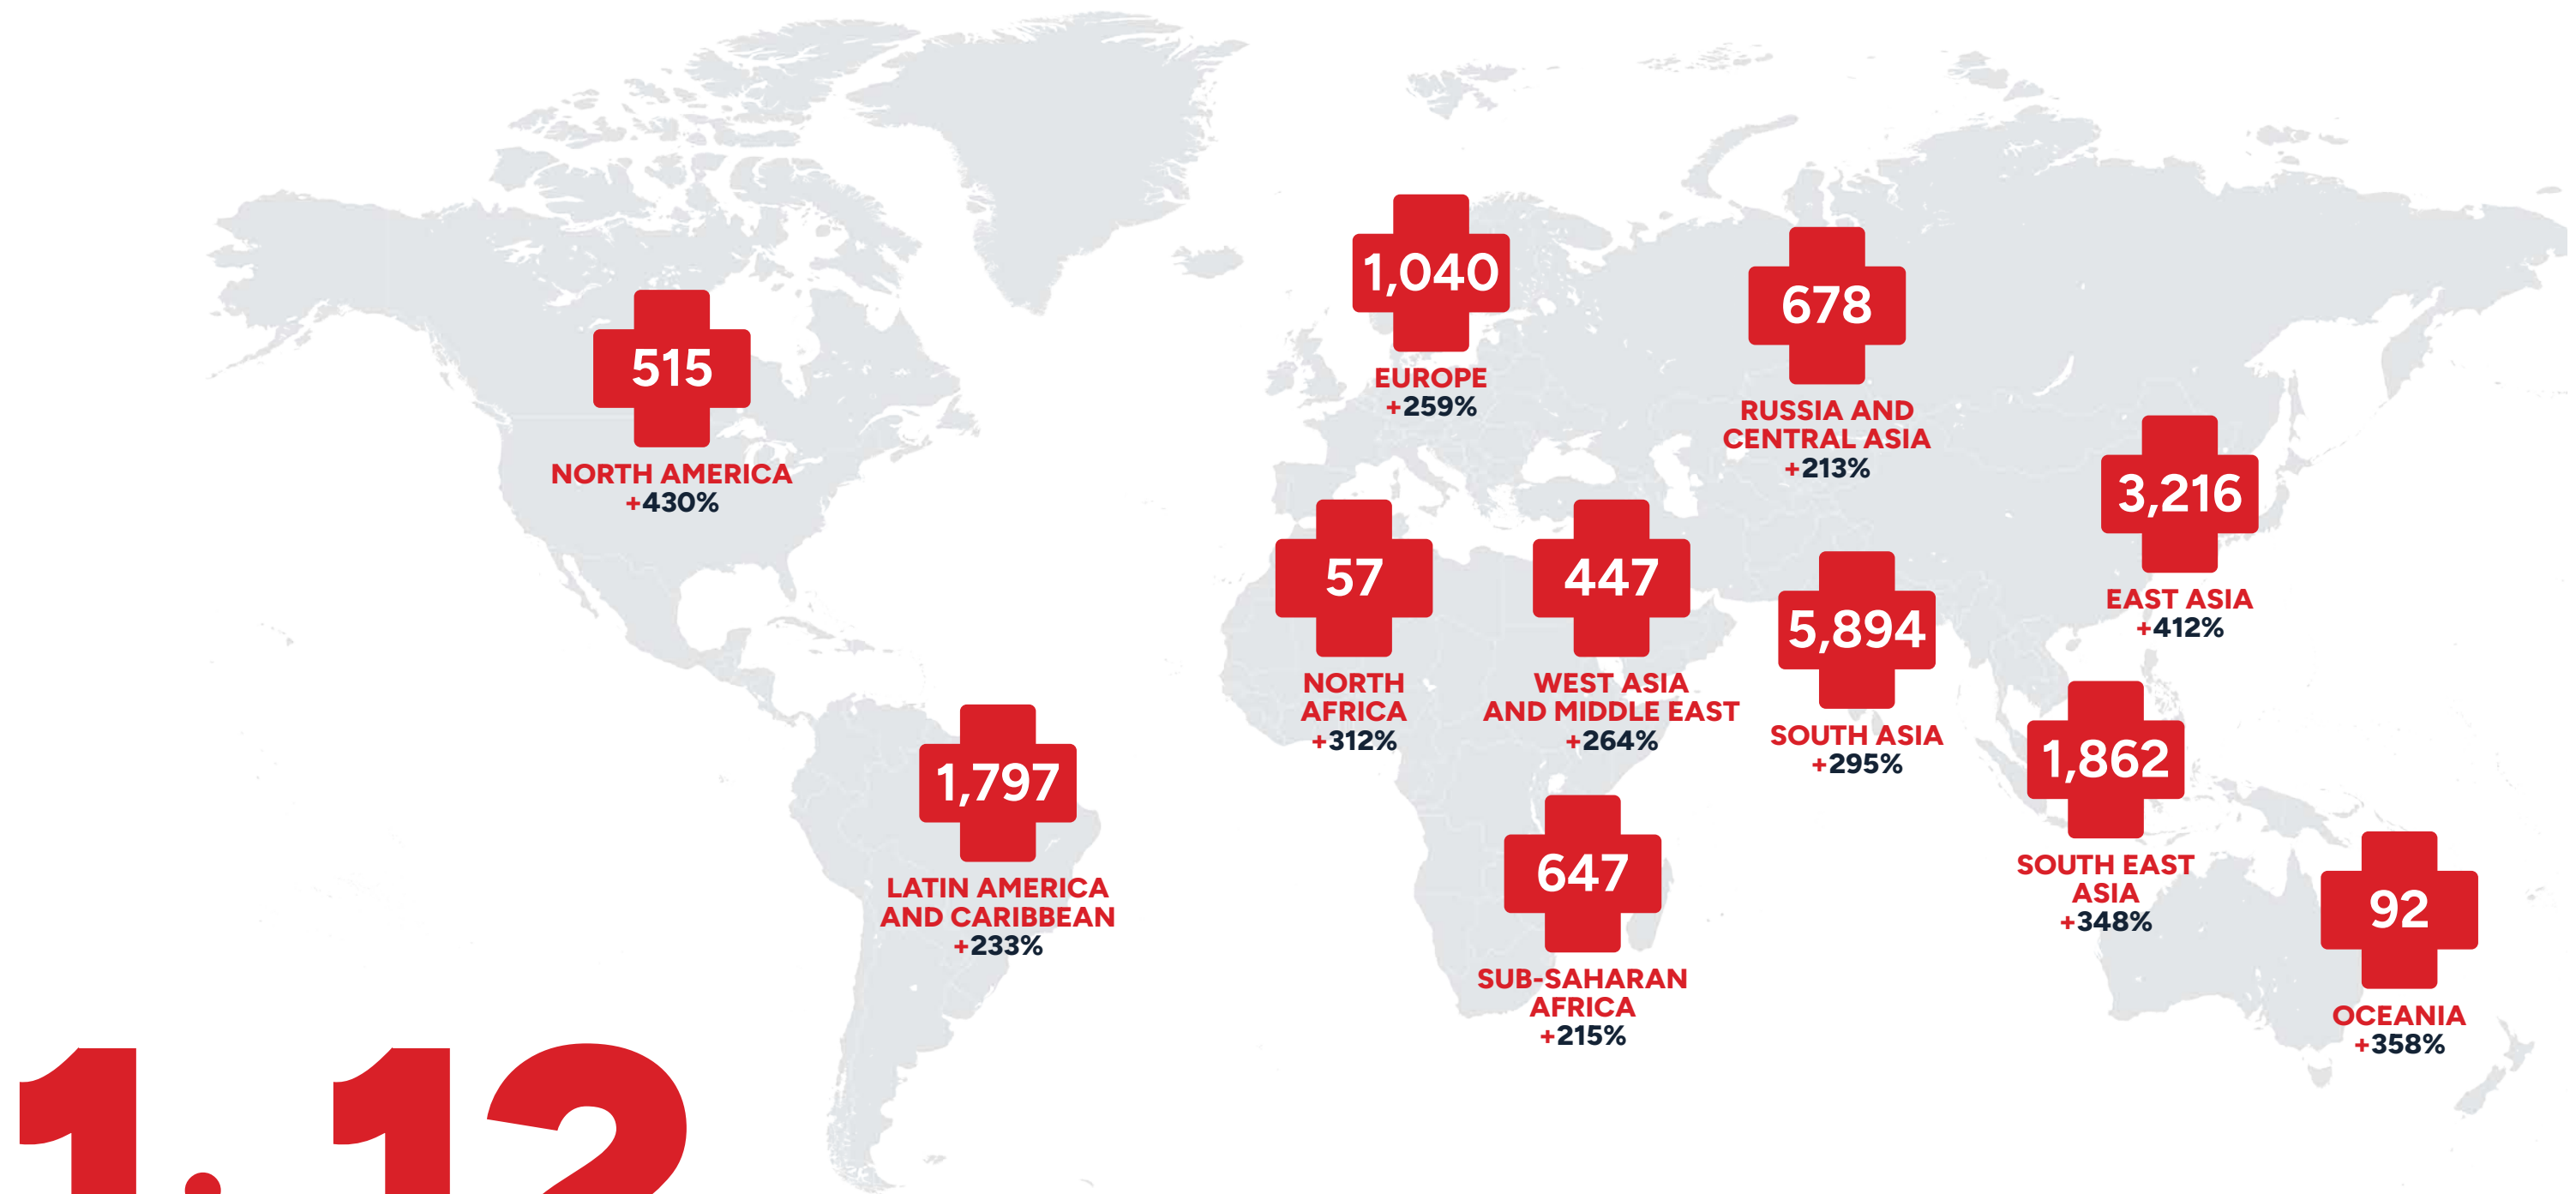 1,040
EUROPE
+259%
678
RUSSIA AND
CENTRAL ASIA
+213%
515
NORTH AMERICA
+430%
3,216
EAST ASIA
+412%
57
NORTH
AFRICA
+312%
447
WEST ASIA
AND MIDDLE EAST
+264%
5,894
SOUTH ASIA
+295%
1,862
SOUTH EAST
ASIA
+348%
1,797
LATIN AMERICA
AND CARIBBEAN
+233%
647
SUB-SAHARAN
AFRICA
+215%
92
OCEANIA
+358%